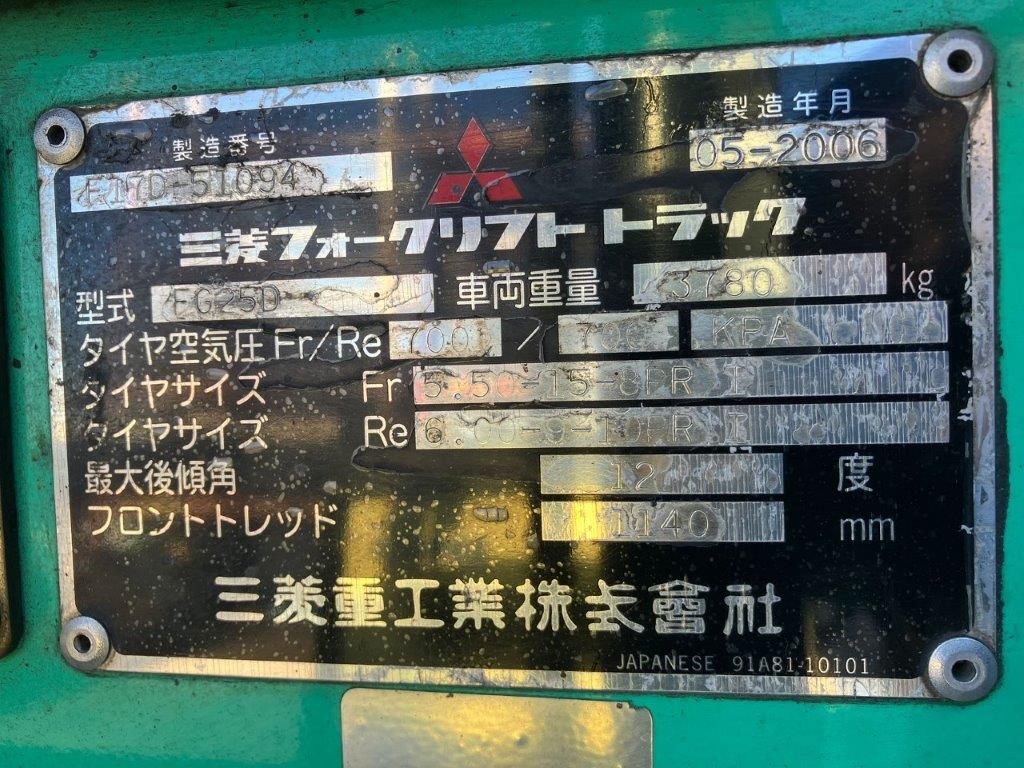 製造番号
製造年月
F17D-51094
05-2006
三菱フォークリフトトラック
型式 FG25D 車両重量 3780 kg
タイヤ空気圧 Fr/Re 700 / 700 KPA
タイヤサイズ Fr 5.50-15-8PR I
タイヤサイズ Re 6.00-9-10PR I
最大後傾角 12 度
フロントトレッド 1140 mm
三菱重工業株式會社
JAPANESE 91A81-10101